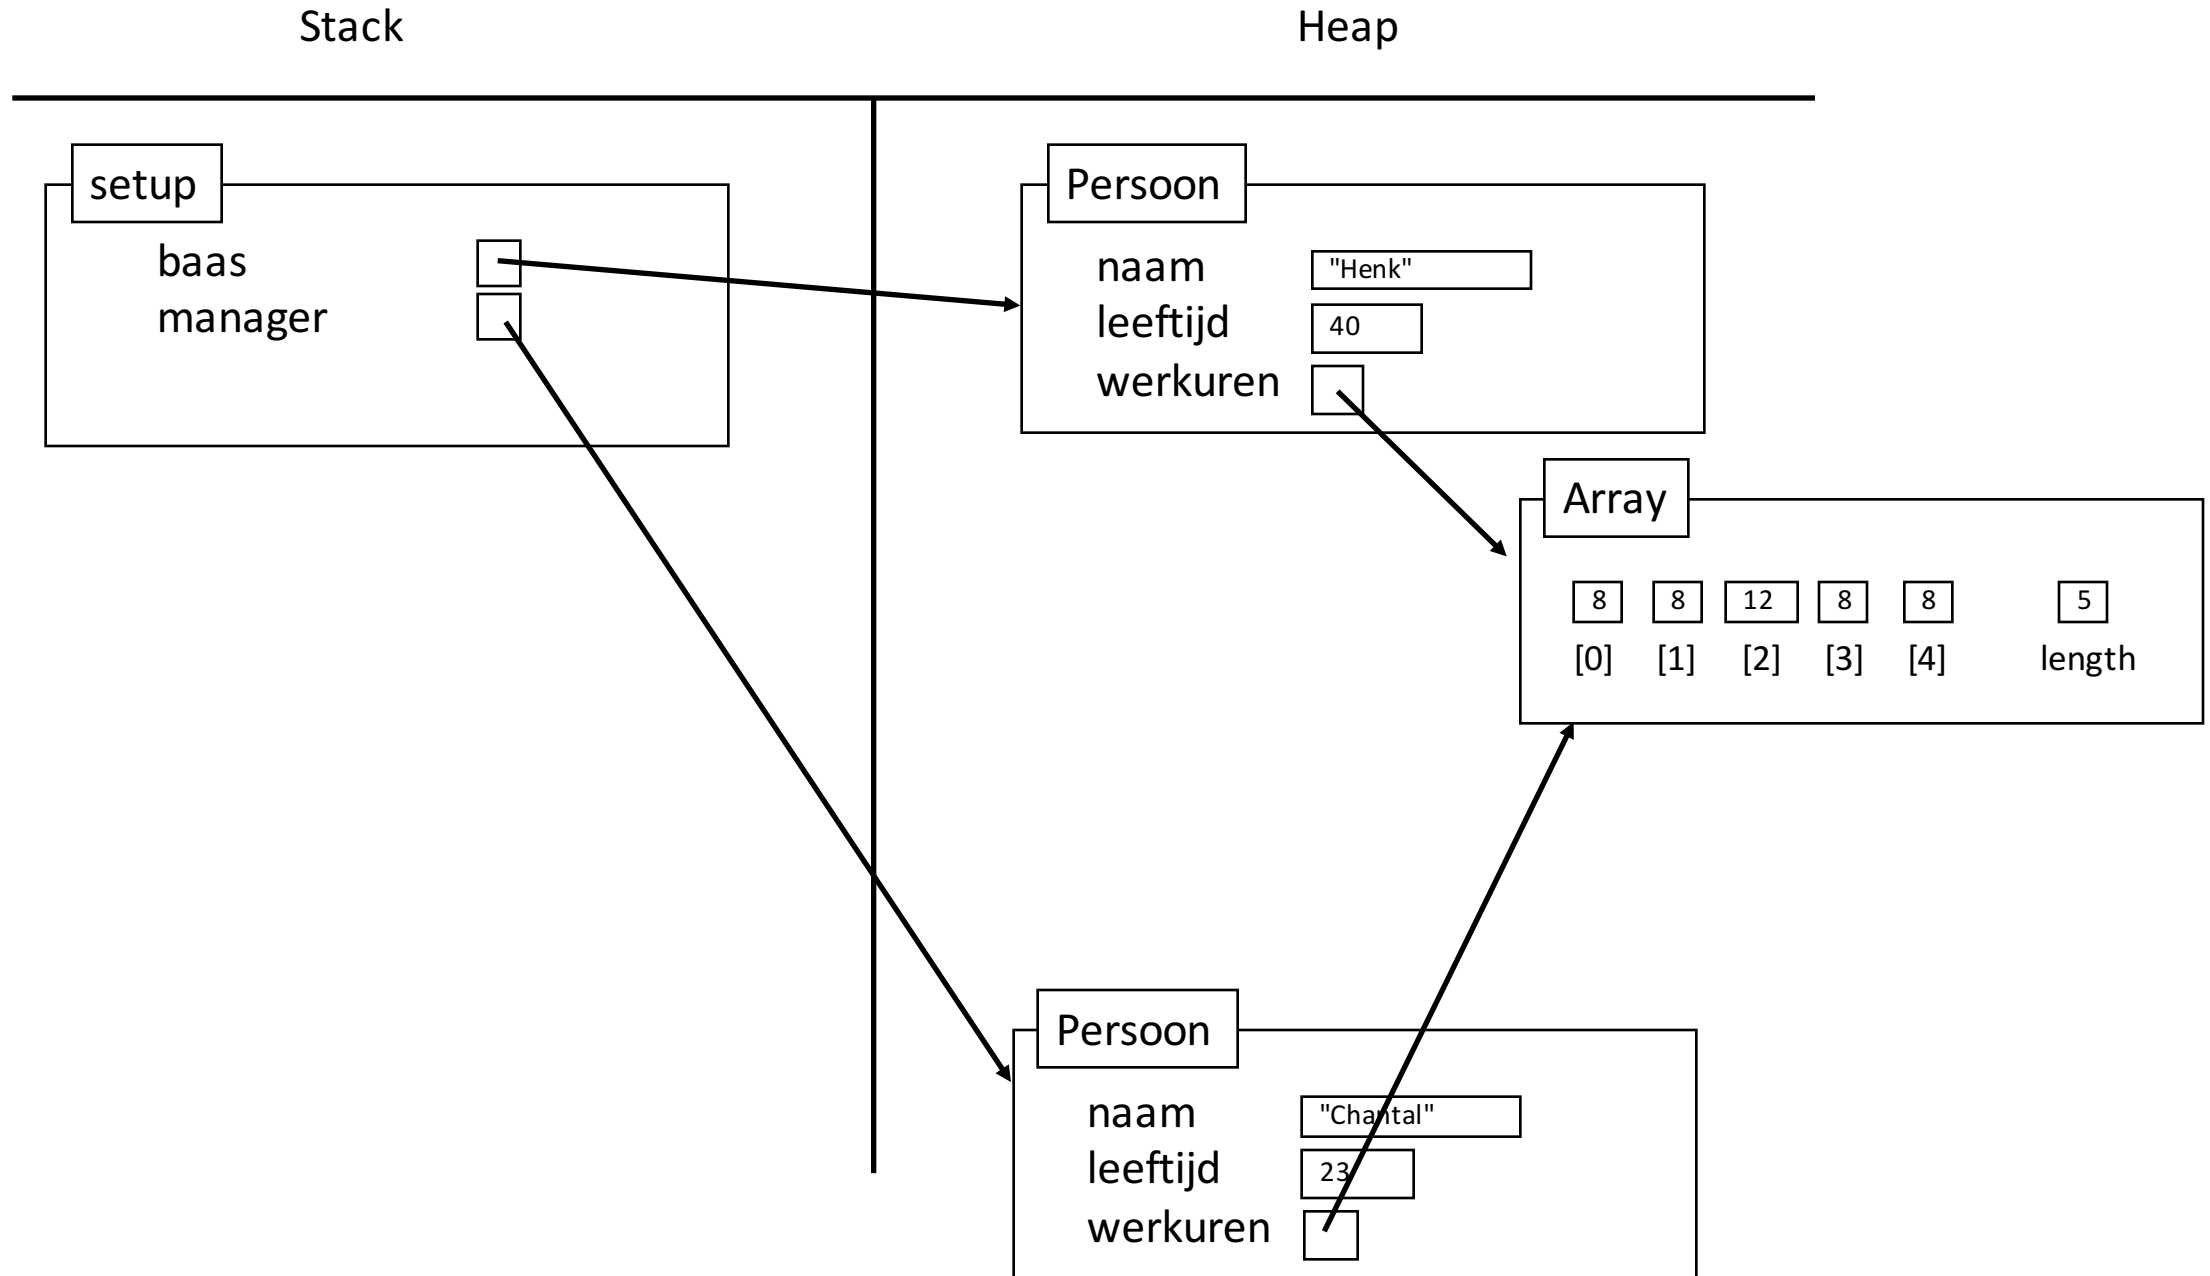 Stack
Heap
setup
baas
manager
Persoon
naam "Henk"
leeftijd 40
werkuren
Array
8 8 12 8 8 5
[0] [1] [2] [3] [4] length
Persoon
naam "Chantal"
leeftijd 23
werkuren